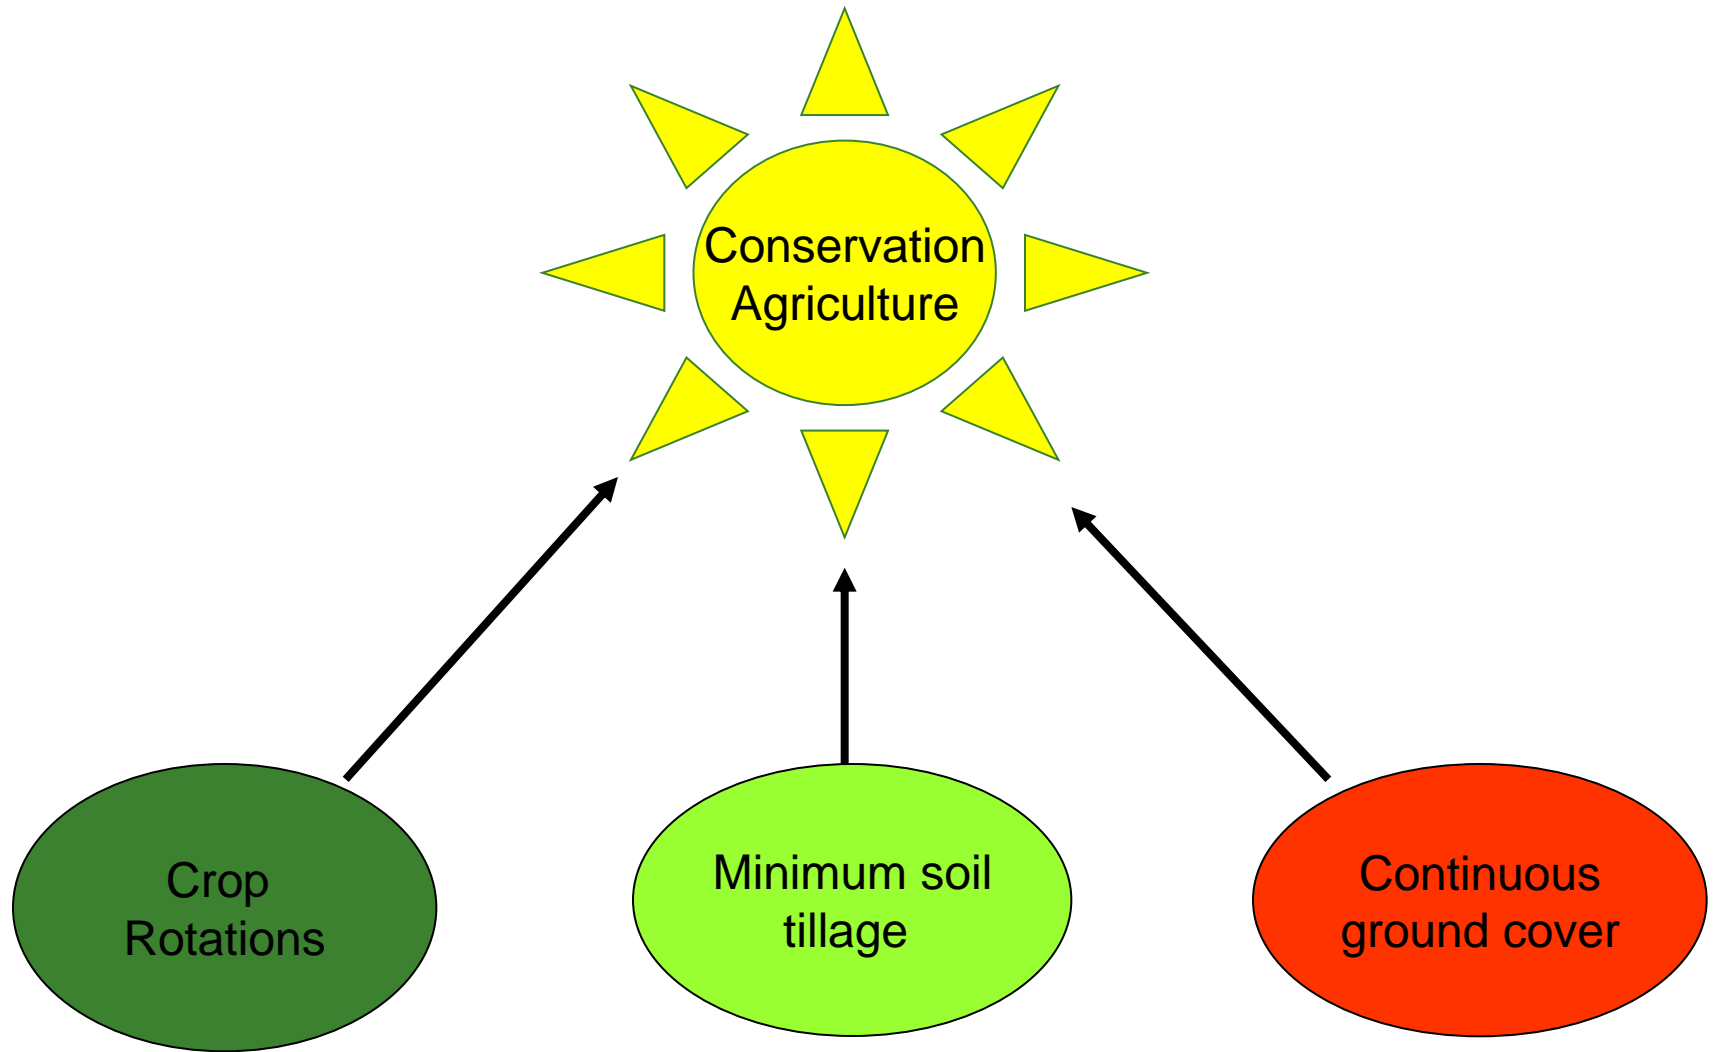 Conservation
Agriculture
Crop
Rotations
Minimum soil
tillage
Continuous
ground cover